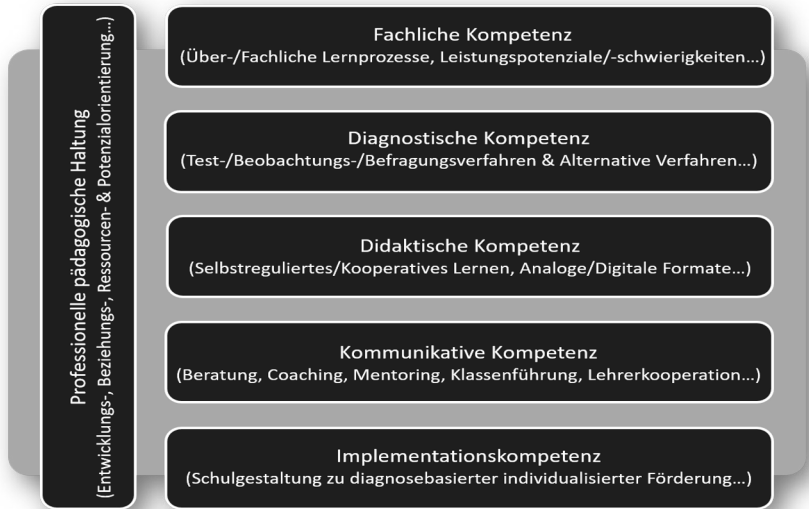 Professionelle pädagogische Haltung
(Entwicklungs-, Beziehungs-, Ressourcen- & Potenzialorientierung...)
Fachliche Kompetenz
(Über-/Fachliche Lernprozesse, Leistungspotenziale/-schwierigkeiten...)
Diagnostische Kompetenz
(Test-/Beobachtungs-/Befragungsverfahren & Alternative Verfahren...)
Didaktische Kompetenz
(Selbstreguliertes/Kooperatives Lernen, Analoge/Digitale Formate...)
Kommunikative Kompetenz
(Beratung, Coaching, Mentoring, Klassenführung, Lehrerkooperation...)
Implementationskompetenz
(Schulgestaltung zu diagnosebasierter individualisierter Förderung...)